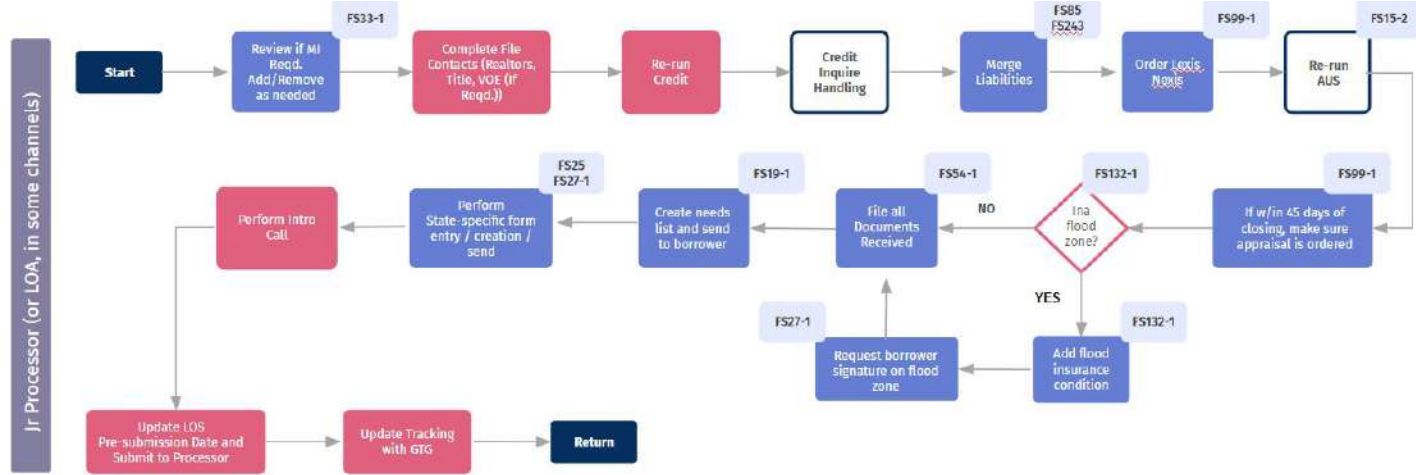 Jr Processor (or LOA, in some channels)
Start
FS33-1
Review if MI
Reqd.
Add/Remove
as needed
Complete File
Contacts (Realtors,
Title, VOE (If
Reqd.))
Re-run
Credit
Credit
Inquire
Handling
FS85
FS243
Merge
Liabilities
FS99-1
Order Lexis
Nexis
FS15-2
Re-run
AUS
FS99-1
If w/in 45 days of
closing, make sure
appraisal is ordered
FS132-1
In a
flood
zone?
NO
YES
FS54-1
File all
Documents
Received
FS19-1
Create needs
list and send
to borrower
FS25
FS27-1
Perform
State-specific form
entry / creation /
send
Perform Intro
Call
FS132-1
Add flood
insurance
condition
FS27-1
Request borrower
signature on flood
zone
Update LOS
Pre-submission Date and
Submit to Processor
Update Tracking
with GTG
Return